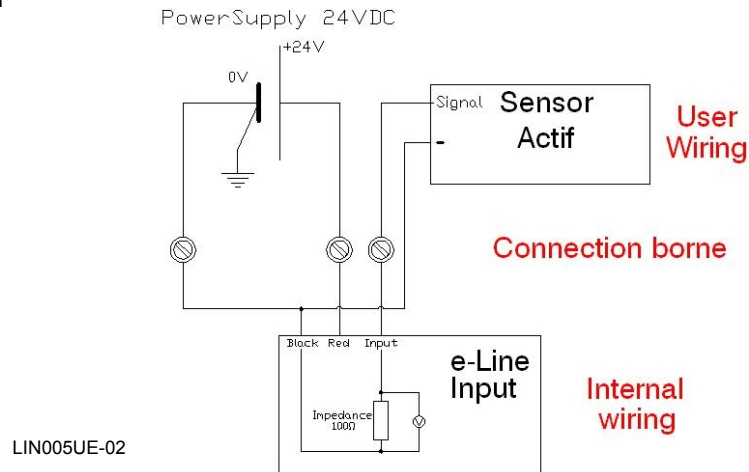 PowerSupply 24VDC
+24V
0V
Signal
Sensor
Actif
-
User
Wiring
Connection borne
Black Red Input
e-Line
Input
Impedance
100Ω
V
Internal
wiring
LIN005UE-02